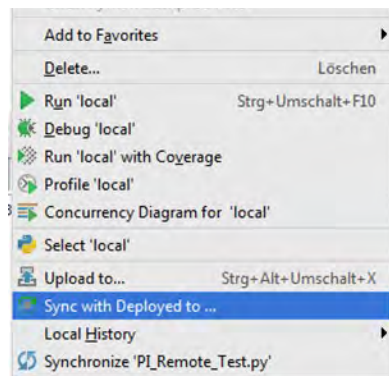 Add to Favorites
Delete... Löschen
Run 'local' Strg+Umschalt+F10
Debug 'local'
Run 'local' with Coverage
Profile 'local'
Concurrency Diagram for 'local'
Select 'local'
Upload to... Strg+Alt+Umschalt+X
Sync with Deployed to ...
Local History
Synchronize 'PI_Remote_Test.py'